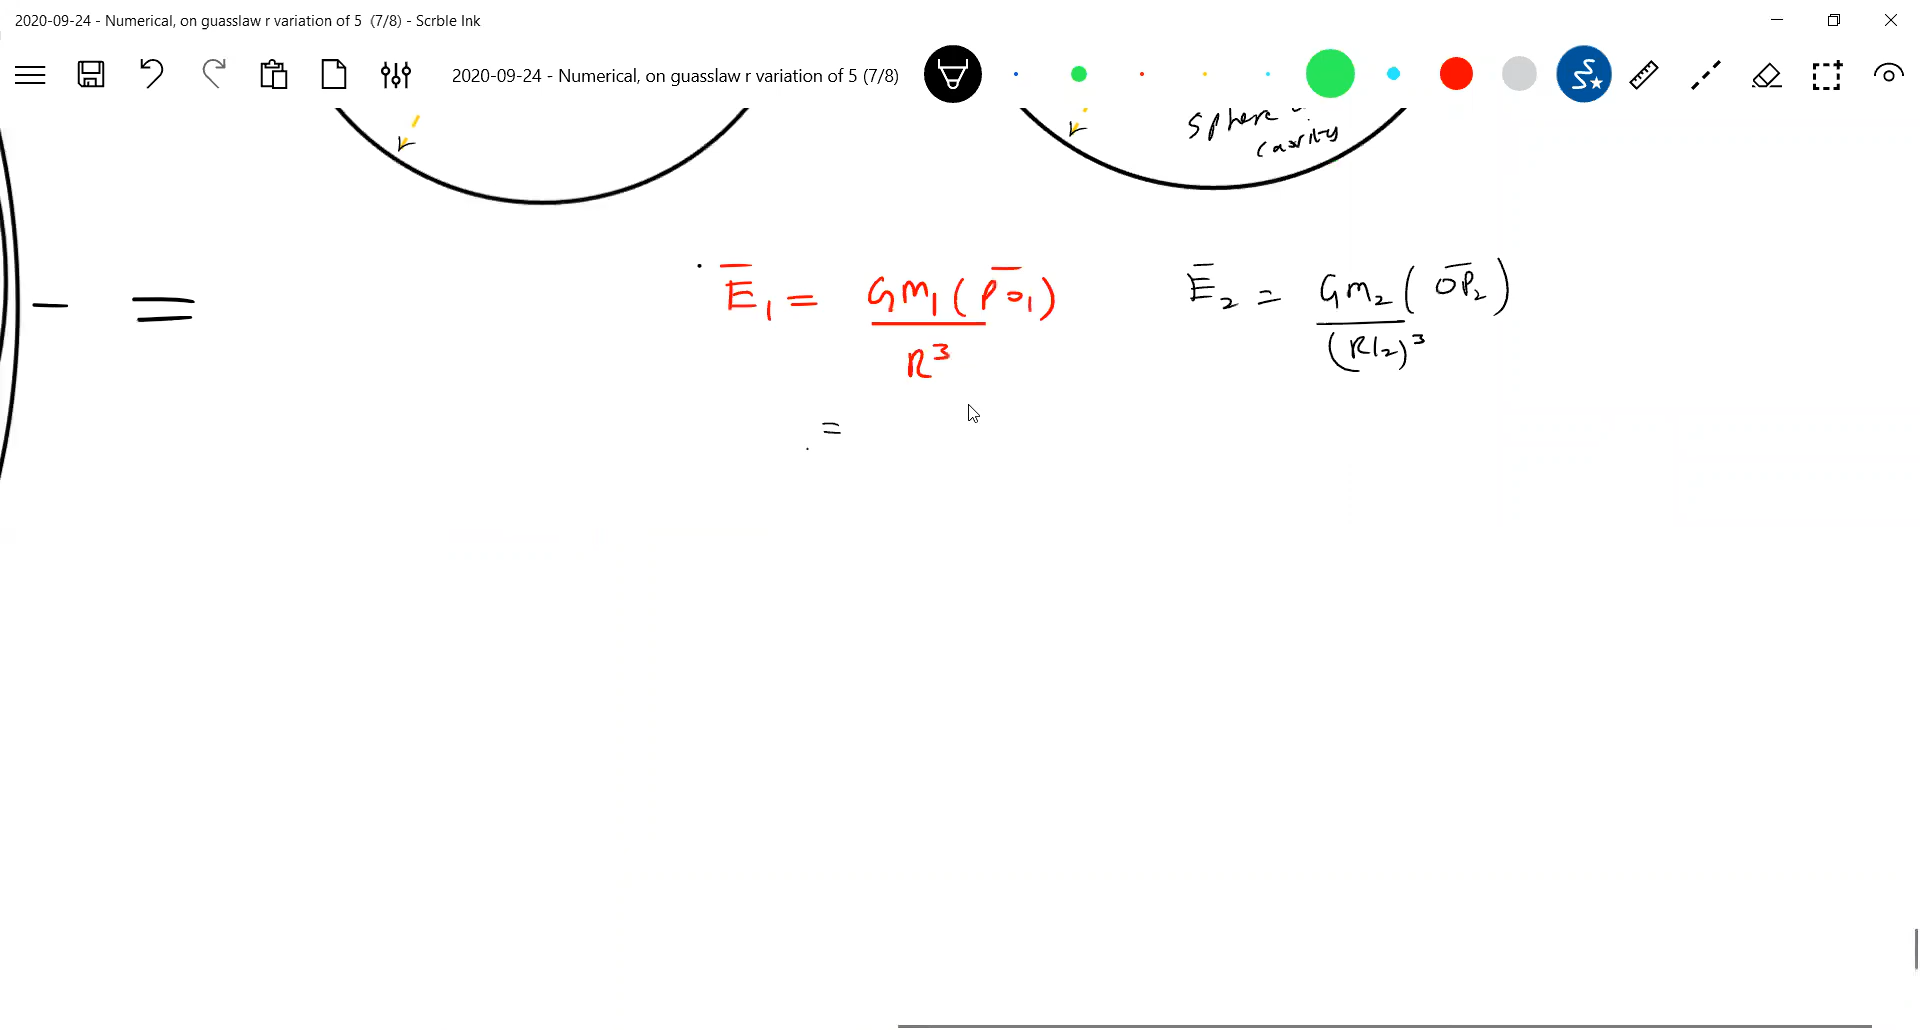 2020-09-24 - Numerical, on guasslaw r variation of 5 (7/8) - Scrble Ink
2020-09-24 - Numerical, on guasslaw r variation of 5 (7/8)
sphere
cavity
- =
E̅₁ = GM₁(P̅O̅₁)
R³
E̅₂ = GM₂(O̅P̅₂)
(R/2)³
=